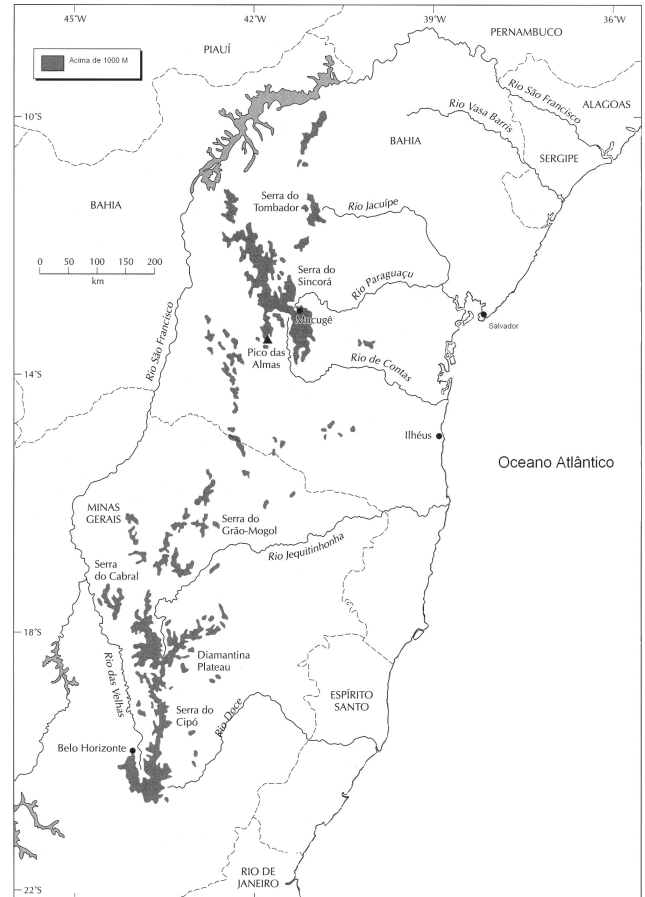 45°W
42°W
39°W
36°W
PERNAMBUCO
PIAUÍ
Acima de 1000 M
Rio São Francisco
ALAGOAS
Rio Vasa Barris
10°S
BAHIA
SERGIPE
BAHIA
Serra do
Tombador
Rio Jacuípe
0 50 100 150 200
km
Serra do
Sincorá
Rio Paraguaçu
Mucugê
Salvador
Rio São Francisco
Pico das
Almas
Rio de Contas
14°S
Ilhéus
Oceano Atlântico
MINAS
GERAIS
Serra do
Grão-Mogol
Rio Jequitinhonha
Serra
do Cabral
18°S
Diamantina
Plateau
Rio das Velhas
ESPÍRITO
SANTO
Serra do
Cipó
Rio Doce
Belo Horizonte
RIO DE
JANEIRO
22°S